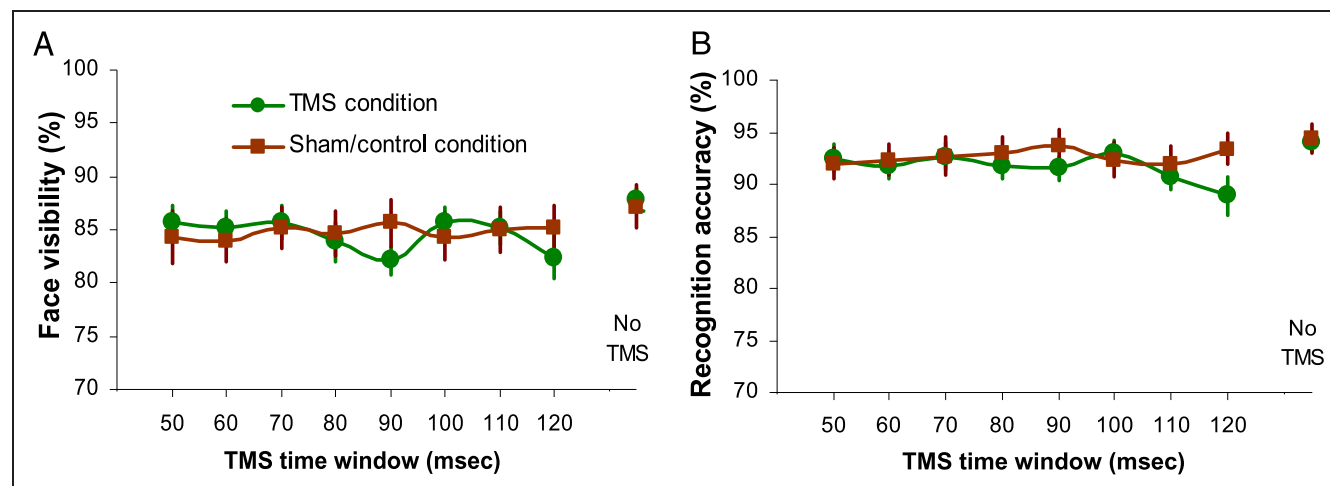 A
Face visibility (%)
100
95
90
85
80
75
70
TMS condition
Sham/control condition
No
TMS
50 60 70 80 90 100 110 120
TMS time window (msec)
B
Recognition accuracy (%)
100
95
90
85
80
75
70
No
TMS
50 60 70 80 90 100 110 120
TMS time window (msec)